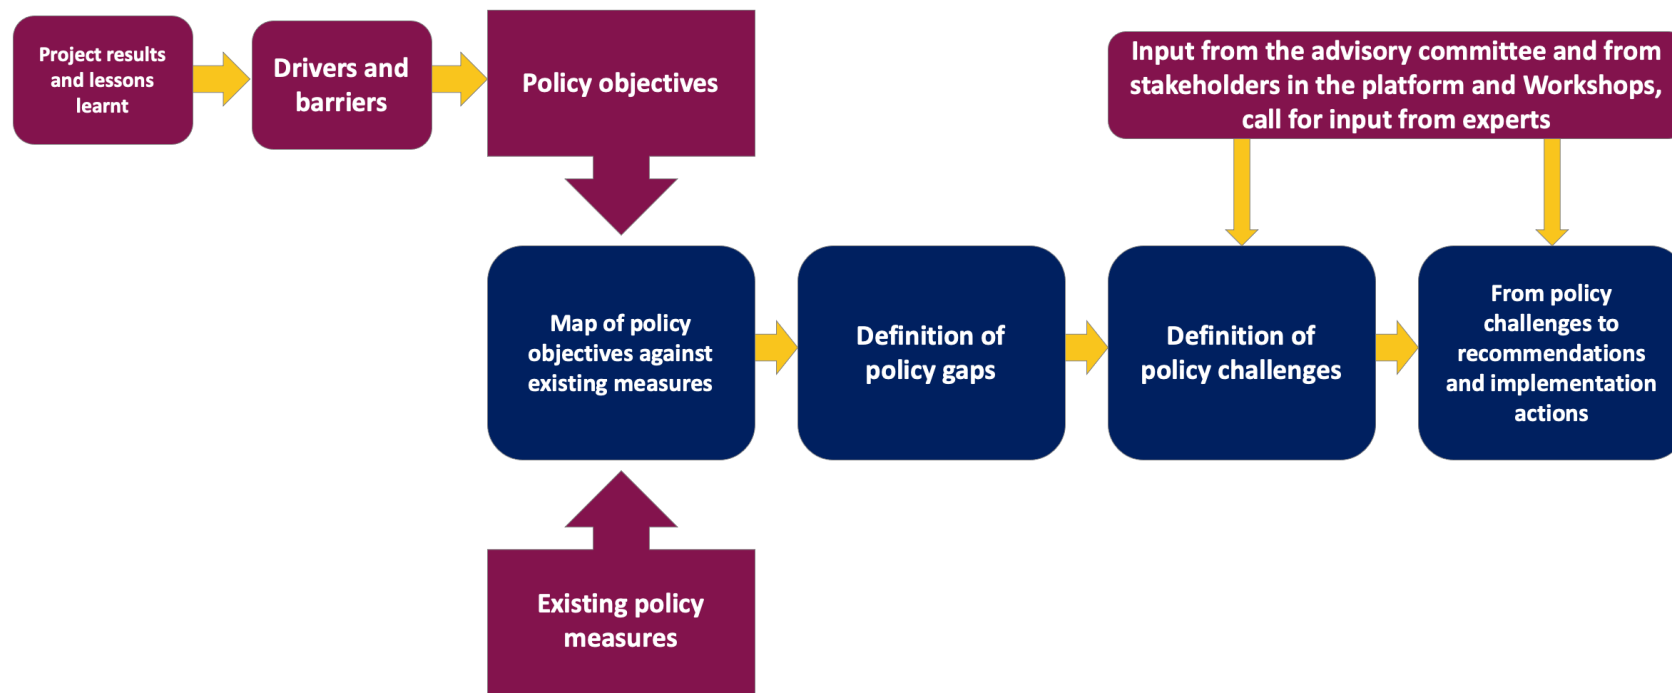 Project results
and lessons
learnt
Drivers and
barriers
Policy objectives
Input from the advisory committee and from
stakeholders in the platform and Workshops,
call for input from experts
Map of policy
objectives against
existing measures
Definition of
policy gaps
Definition of
policy challenges
From policy
challenges to
recommendations
and implementation
actions
Existing policy
measures